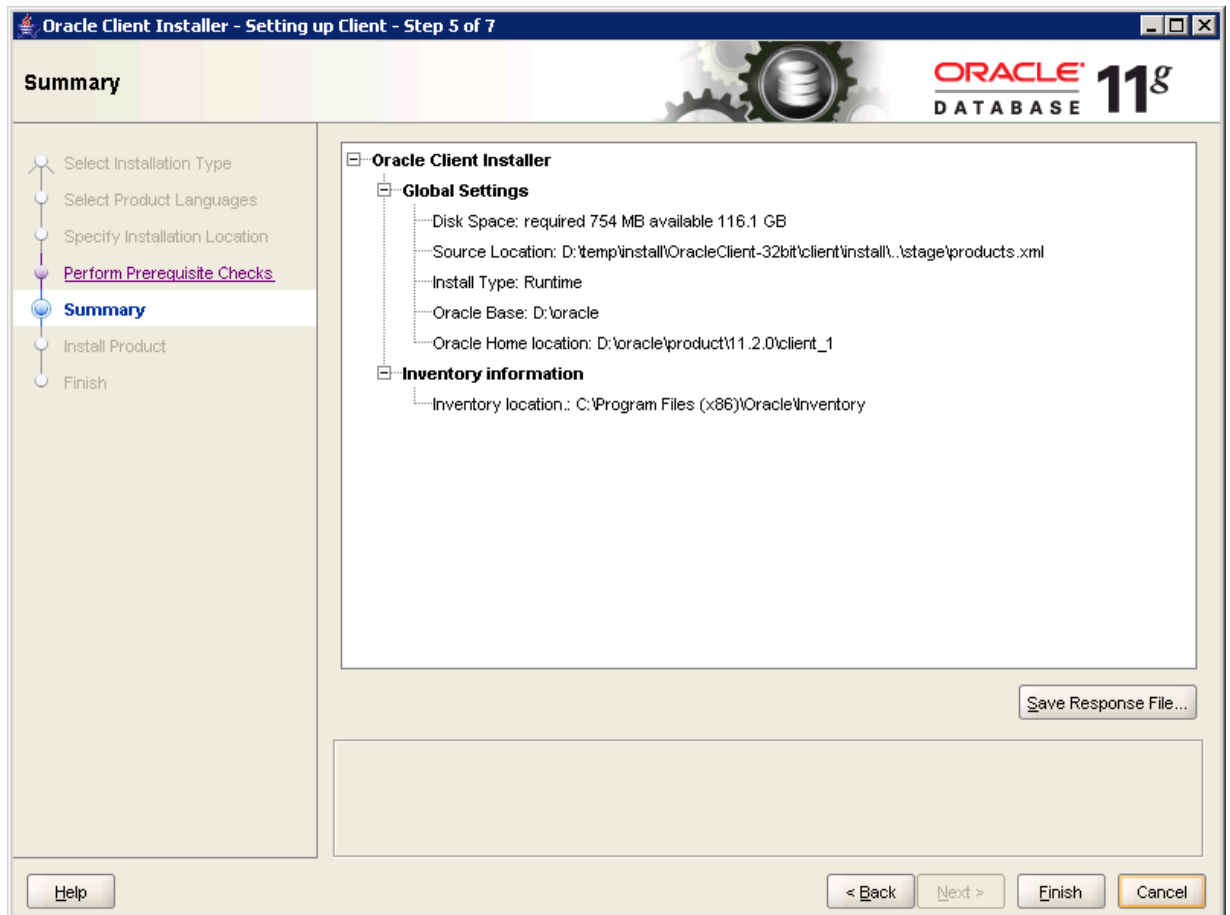 Oracle Client Installer - Setting up Client - Step 5 of 7
Summary
ORACLE
DATABASE
11g
Select Installation Type
Select Product Languages
Specify Installation Location
Perform Prerequisite Checks
Summary
Install Product
Finish
Oracle Client Installer
Global Settings
Disk Space: required 754 MB available 116.1 GB
Source Location: D:\temp\install\OracleClient-32bit\client\install\..\stage\products.xml
Install Type: Runtime
Oracle Base: D:\oracle
Oracle Home location: D:\oracle\product\11.2.0\client_1
Inventory information
Inventory location.: C:\Program Files (x86)\Oracle\Inventory
Save Response File...
Help
< Back
Next >
Finish
Cancel